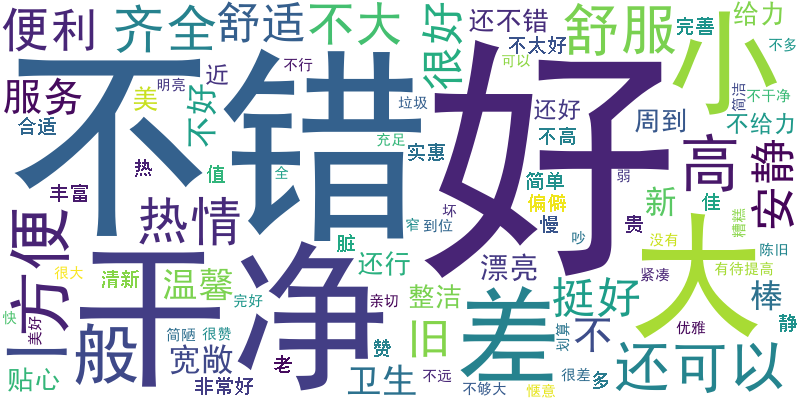 便利
齐全
舒适
不大
很好
还不错
舒服
小
完善
给力
不多
不太好
可以
不行
不错
好
服务
美
明亮
近
不好
垃圾
还好
不高
周到
高
简洁
不干净
不给力
安静
合适
热
值
全
充足
实惠
简单
弱
偏僻
贵
新
佳
糟糕
丰富
热情
脏
窄
到位
坏
慢
吵
没有
陈旧
一般
方便
干净
很大
清新
温馨
完好
还行
亲切
整洁
漂亮
差
挺好
不
大
紧凑
有待提高
棒
快
美好
简陋
很赞
宽敞
赞
旧
划算
还可以
优雅
静
贴心
非常好
老
卫生
不远
不够大
惬意
很差
多